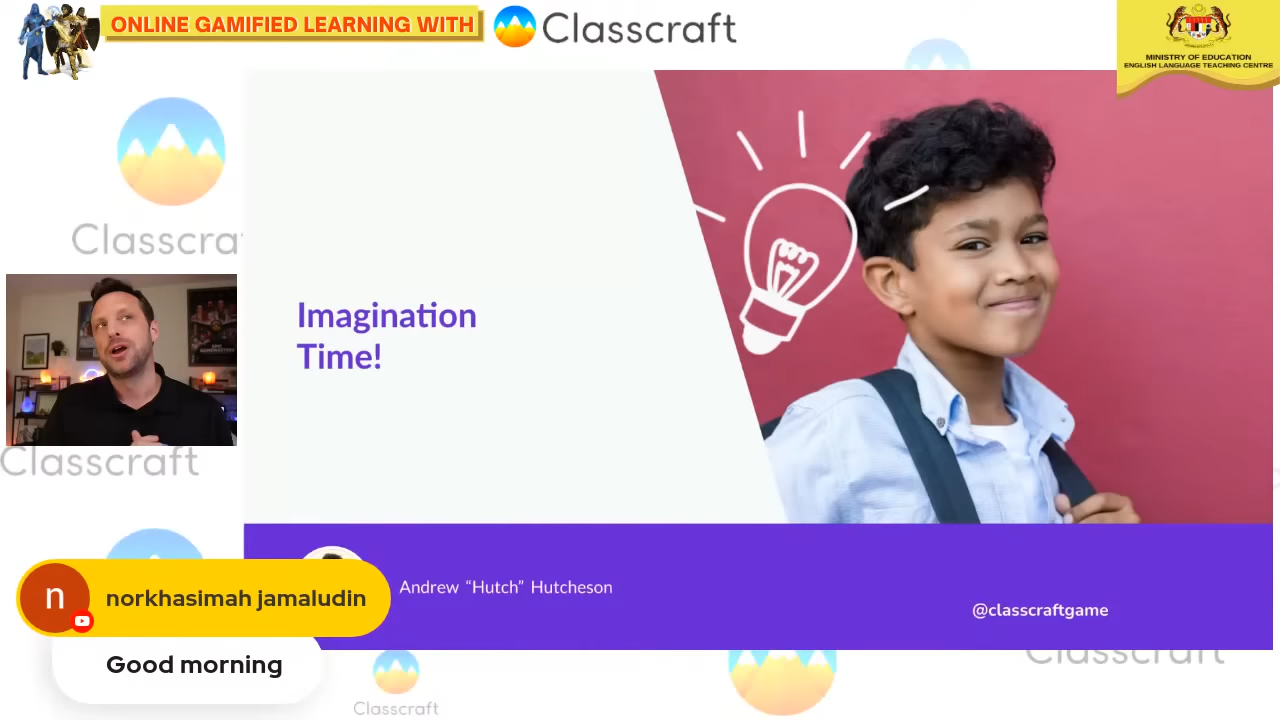 ONLINE GAMIFIED LEARNING WITH
Classcraft
MINISTRY OF EDUCATION
ENGLISH LANGUAGE TEACHING CENTRE
Classcra
Imagination
Time!
Classcraft
n
norkhasimah jamaludin
Good morning
Andrew “Hutch” Hutcheson
@classcraftgame
Classcraft
Classcraft